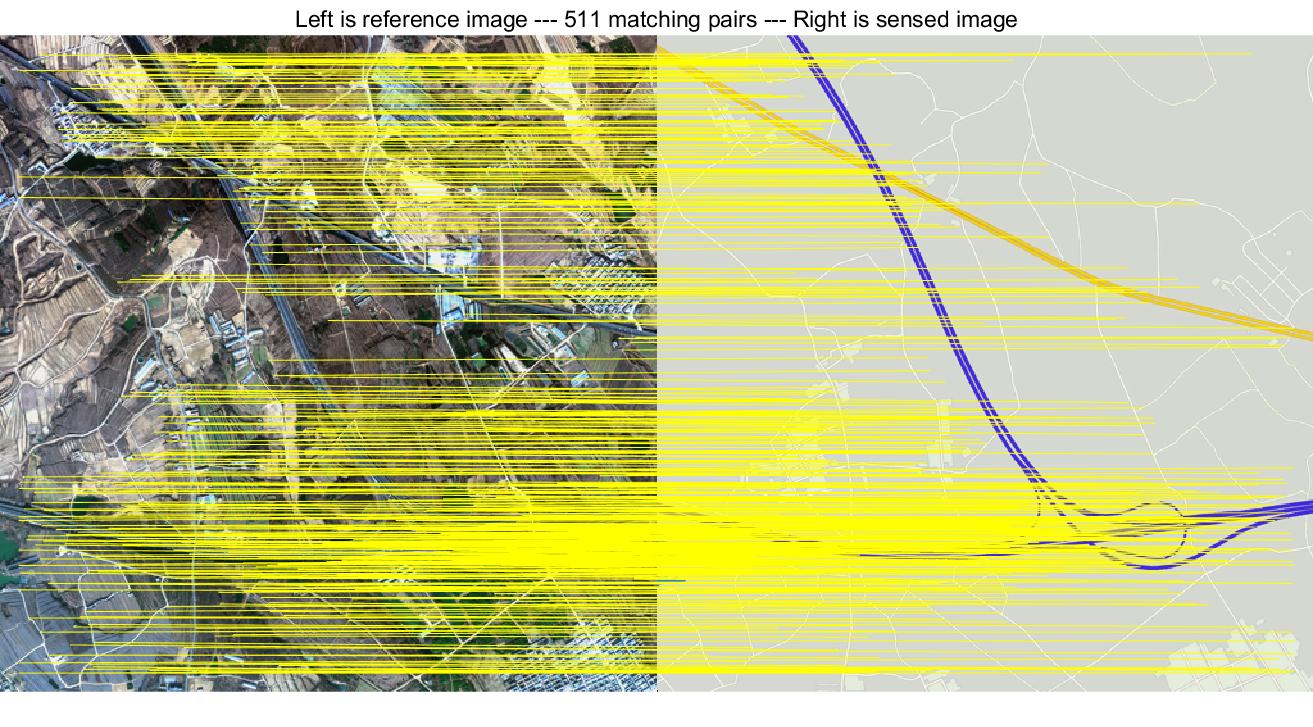 Left is reference image --- 511 matching pairs --- Right is sensed image